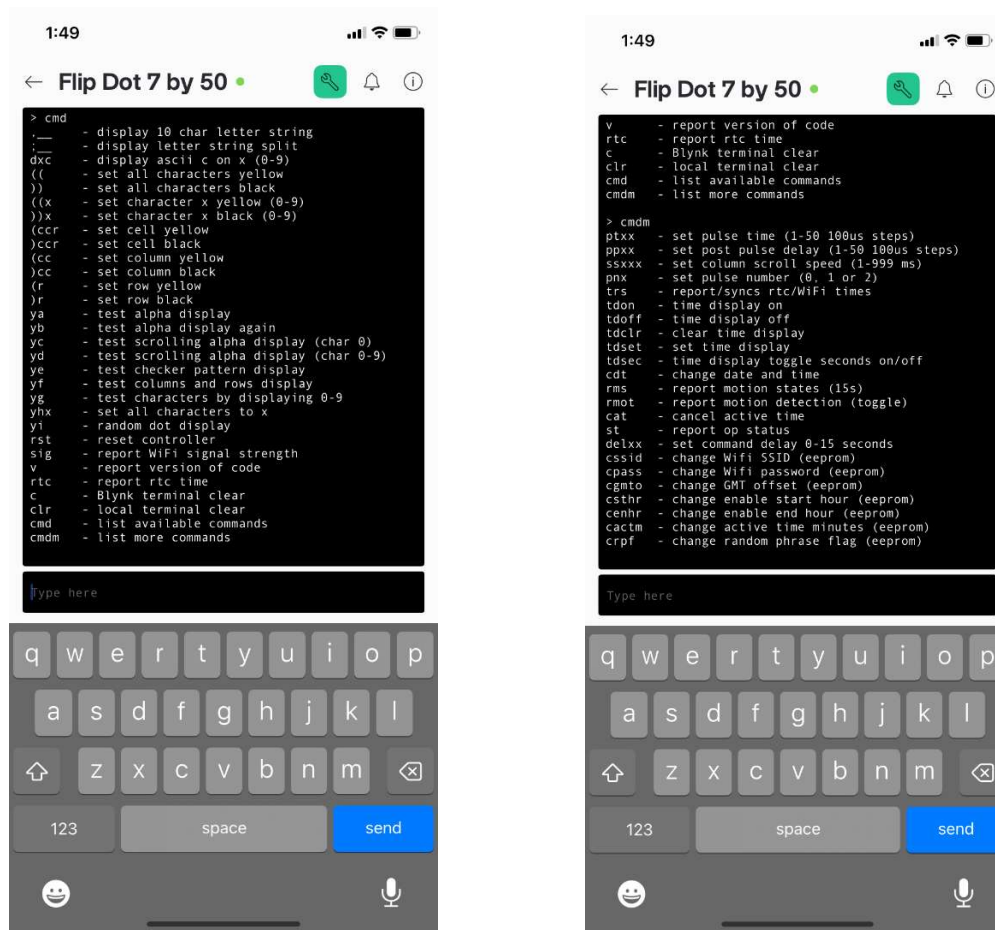 1:49
Flip Dot 7 by 50
> cmd
.__ - display 10 char letter string
:__ - display letter string split
dxc - display ascii c on x (0-9)
(( - set all characters yellow
)) - set all characters black
((x - set character x yellow (0-9)
))x - set character x black (0-9)
(ccr - set cell yellow
)ccr - set cell black
(cc - set column yellow
)cc - set column black
(r - set row yellow
)r - set row black
ya - test alpha display
yb - test alpha display again
yc - test scrolling alpha display (char 0)
yd - test scrolling alpha display (char 0-9)
ye - test checker pattern display
yf - test columns and rows display
yg - test characters by displaying 0-9
yhx - set all characters to x
yi - random dot display
rst - reset controller
sig - report WiFi signal strength
v - report version of code
rtc - report rtc time
c - Blynk terminal clear
clr - local terminal clear
cmd - list available commands
cmdm - list more commands
Type here
q w e r t y u i o p
a s d f g h j k l
z x c v b n m
123 space send
1:49
Flip Dot 7 by 50
v - report version of code
rtc - report rtc time
c - Blynk terminal clear
clr - local terminal clear
cmd - list available commands
cmdm - list more commands
> cmdm
ptxx - set pulse time (1-50 100us steps)
ppxx - set post pulse delay (1-50 100us steps)
ssxxx - set column scroll speed (1-999 ms)
pnx - set pulse number (0, 1 or 2)
trs - report/syncs rtc/WiFi times
tdon - time display on
tdoff - time display off
tdclr - clear time display
tdset - set time display
tdsec - time display toggle seconds on/off
cdt - change date and time
rms - report motion states (15s)
rmot - report motion detection (toggle)
cat - cancel active time
st - report op status
delxx - set command delay 0-15 seconds
cssid - change Wifi SSID (eeprom)
cpass - change Wifi password (eeprom)
cgmto - change GMT offset (eeprom)
csthr - change enable start hour (eeprom)
cenhr - change enable end hour (eeprom)
cactm - change active time minutes (eeprom)
crpf - change random phrase flag (eeprom)
Type here
q w e r t y u i o p
a s d f g h j k l
z x c v b n m
123 space send